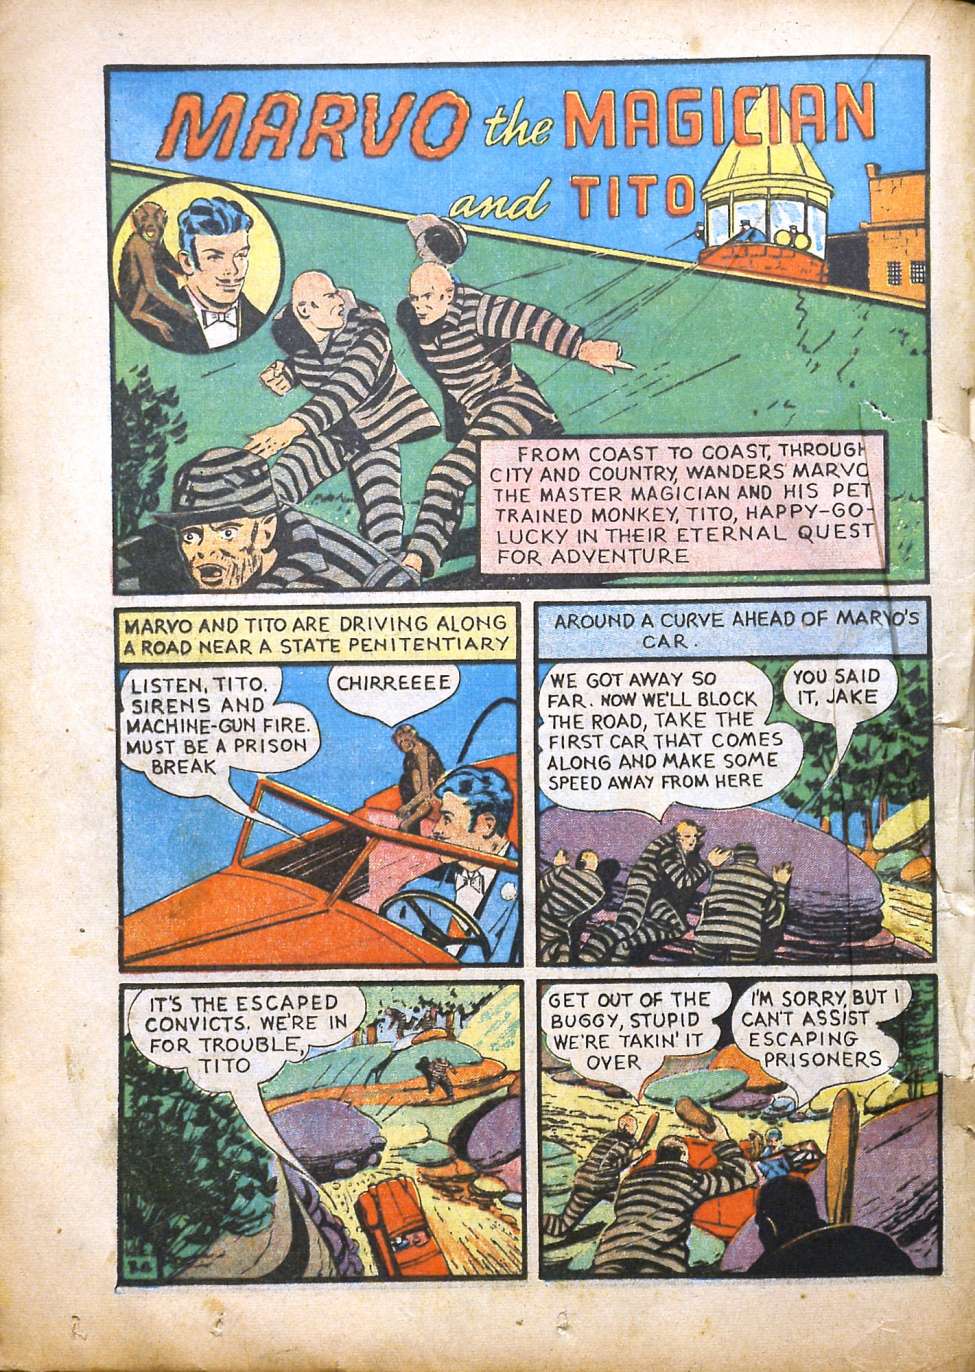 MARVO the MAGICIAN
and TITO
FROM COAST TO COAST, THROUGH
CITY AND COUNTRY, WANDERS MARVO
THE MASTER MAGICIAN AND HIS PET
TRAINED MONKEY, TITO, HAPPY-GO-
LUCKY IN THEIR ETERNAL QUEST
FOR ADVENTURE
MARVO AND TITO ARE DRIVING ALONG
A ROAD NEAR A STATE PENITENTIARY
LISTEN, TITO.
SIRENS AND
MACHINE-GUN FIRE.
MUST BE A PRISON
BREAK
CHIRREEEE
AROUND A CURVE AHEAD OF MARVO'S
CAR.
WE GOT AWAY SO
FAR. NOW WE'LL BLOCK
THE ROAD, TAKE THE
FIRST CAR THAT COMES
ALONG AND MAKE SOME
SPEED AWAY FROM HERE
YOU SAID
IT, JAKE
IT'S THE ESCAPED
CONVICTS. WE'RE IN
FOR TROUBLE,
TITO
GET OUT OF THE
BUGGY, STUPID
WE'RE TAKIN' IT
OVER
I'M SORRY, BUT I
CAN'T ASSIST
ESCAPING
PRISONERS